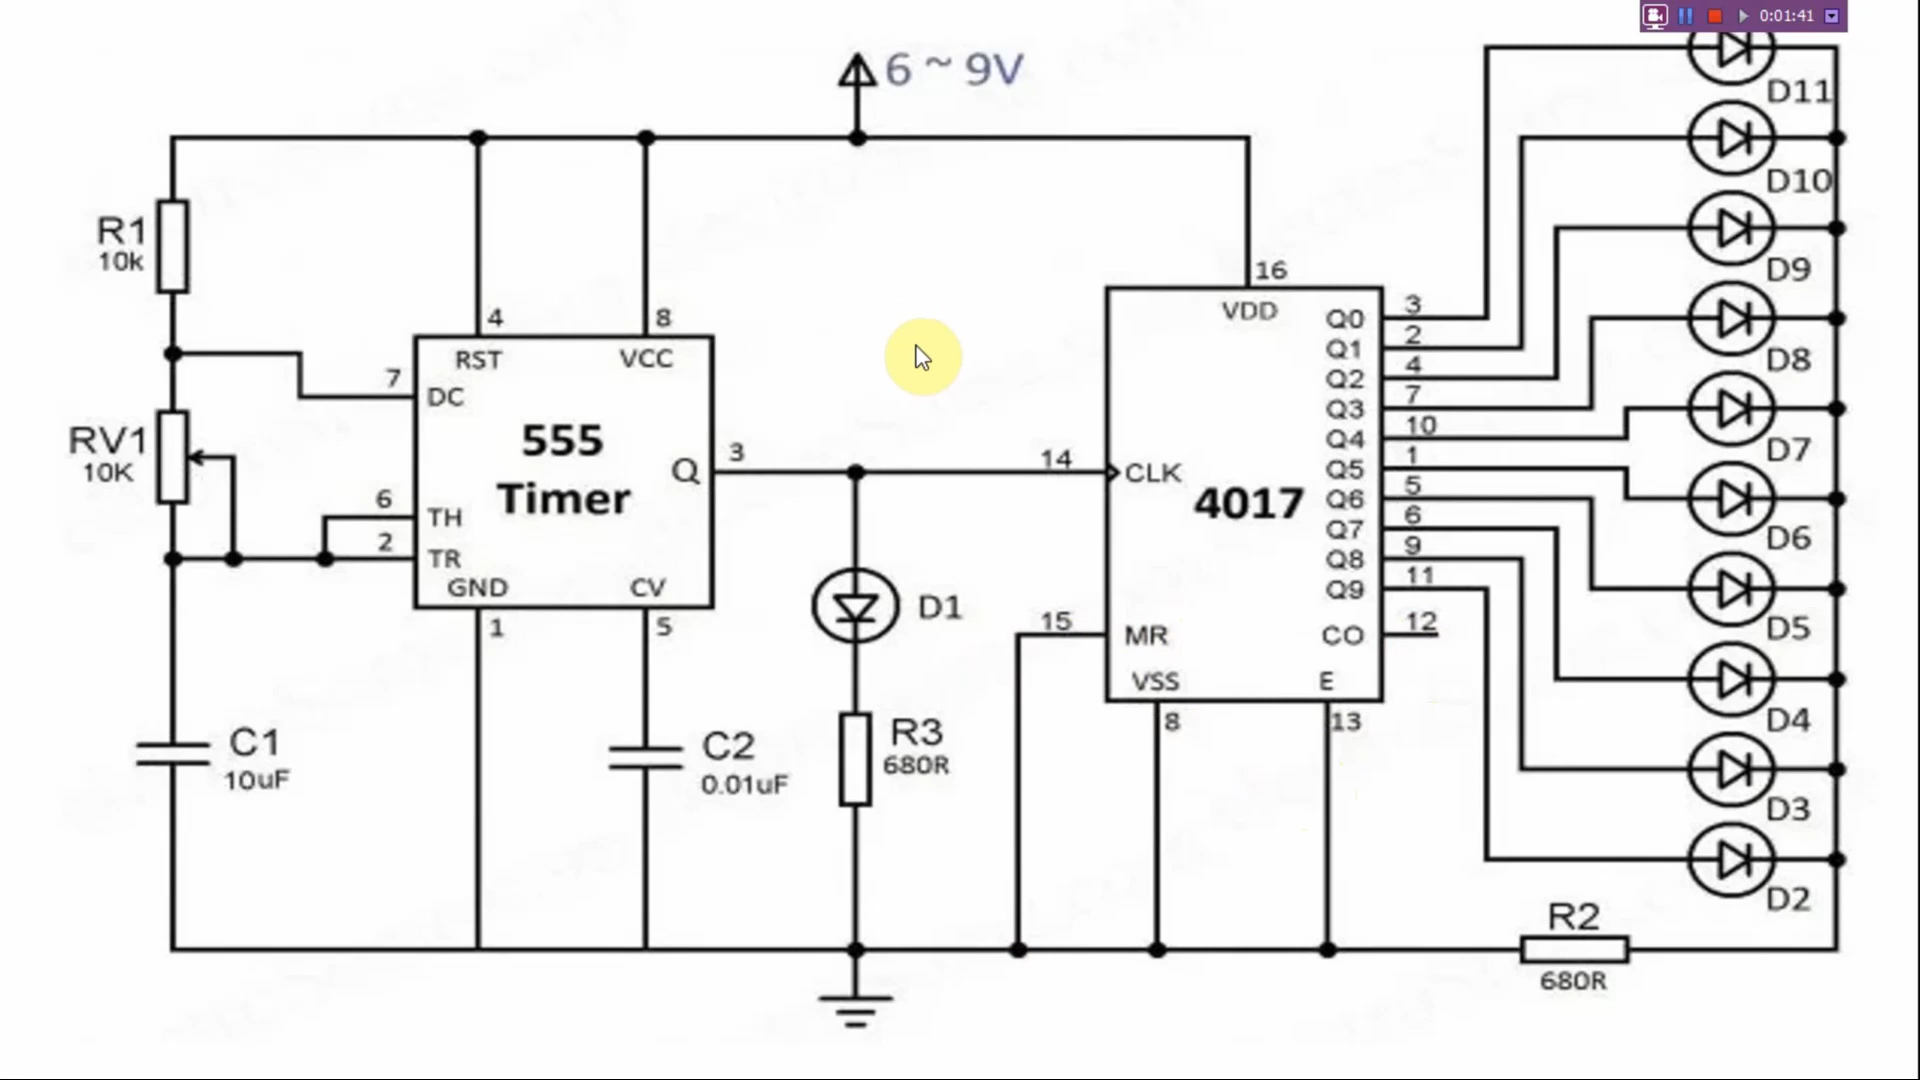 0:01:41
6 ~ 9V
D11
D10
D9
D8
D7
D6
D5
D4
D3
D2
R1
10k
RV1
10K
C1
10uF
4
8
7
6
2
3
1
5
RST
VCC
DC
555
Timer
Q
TH
TR
GND
CV
C2
0.01uF
D1
R3
680R
16
VDD
14
CLK
4017
15
MR
VSS
E
8
13
Q0 3
Q1 2
Q2 4
Q3 7
Q4 10
Q5 1
Q6 5
Q7 6
Q8 9
Q9 11
CO 12
R2
680R